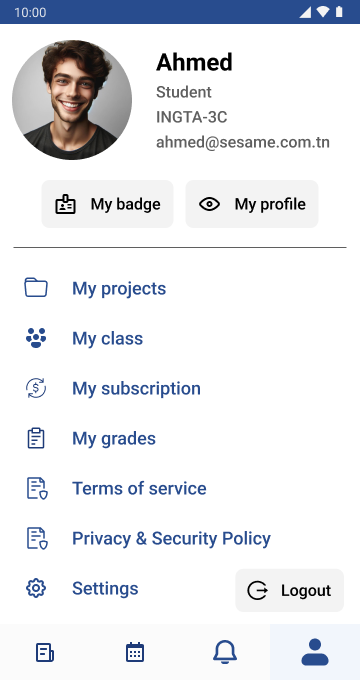 10:00
Ahmed
Student
INGTA-3C
ahmed@sesame.com.tn
My badge
My profile
My projects
My class
My subscription
My grades
Terms of service
Privacy & Security Policy
Settings
Logout